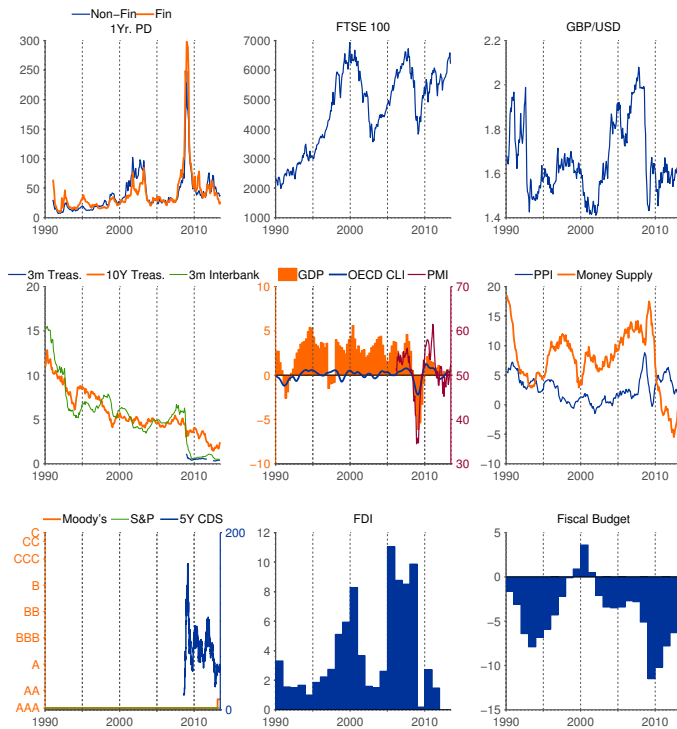 Non−Fin Fin
1Yr. PD
300
250
200
150
100
50
0
1990 2000 2010
FTSE 100
7000
6000
5000
4000
3000
2000
1000
1990 2000 2010
GBP/USD
2.2
2
1.8
1.6
1.4
1990 2000 2010
3m Treas. 10Y Treas. 3m Interbank
20
15
10
5
0
1990 2000 2010
GDP OECD CLI PMI
10 70
5 60
0 50
−5 40
−10 30
1990 2000 2010
PPI Money Supply
20
15
10
5
0
−5
−10
1990 2000 2010
Moody's S&P 5Y CDS
C 200
CC
CCC
B
BB
BBB
A
AA
AAA 0
1990 2000 2010
FDI
12
10
8
6
4
2
0
1990 2000 2010
Fiscal Budget
5
0
−5
−10
−15
1990 2000 2010